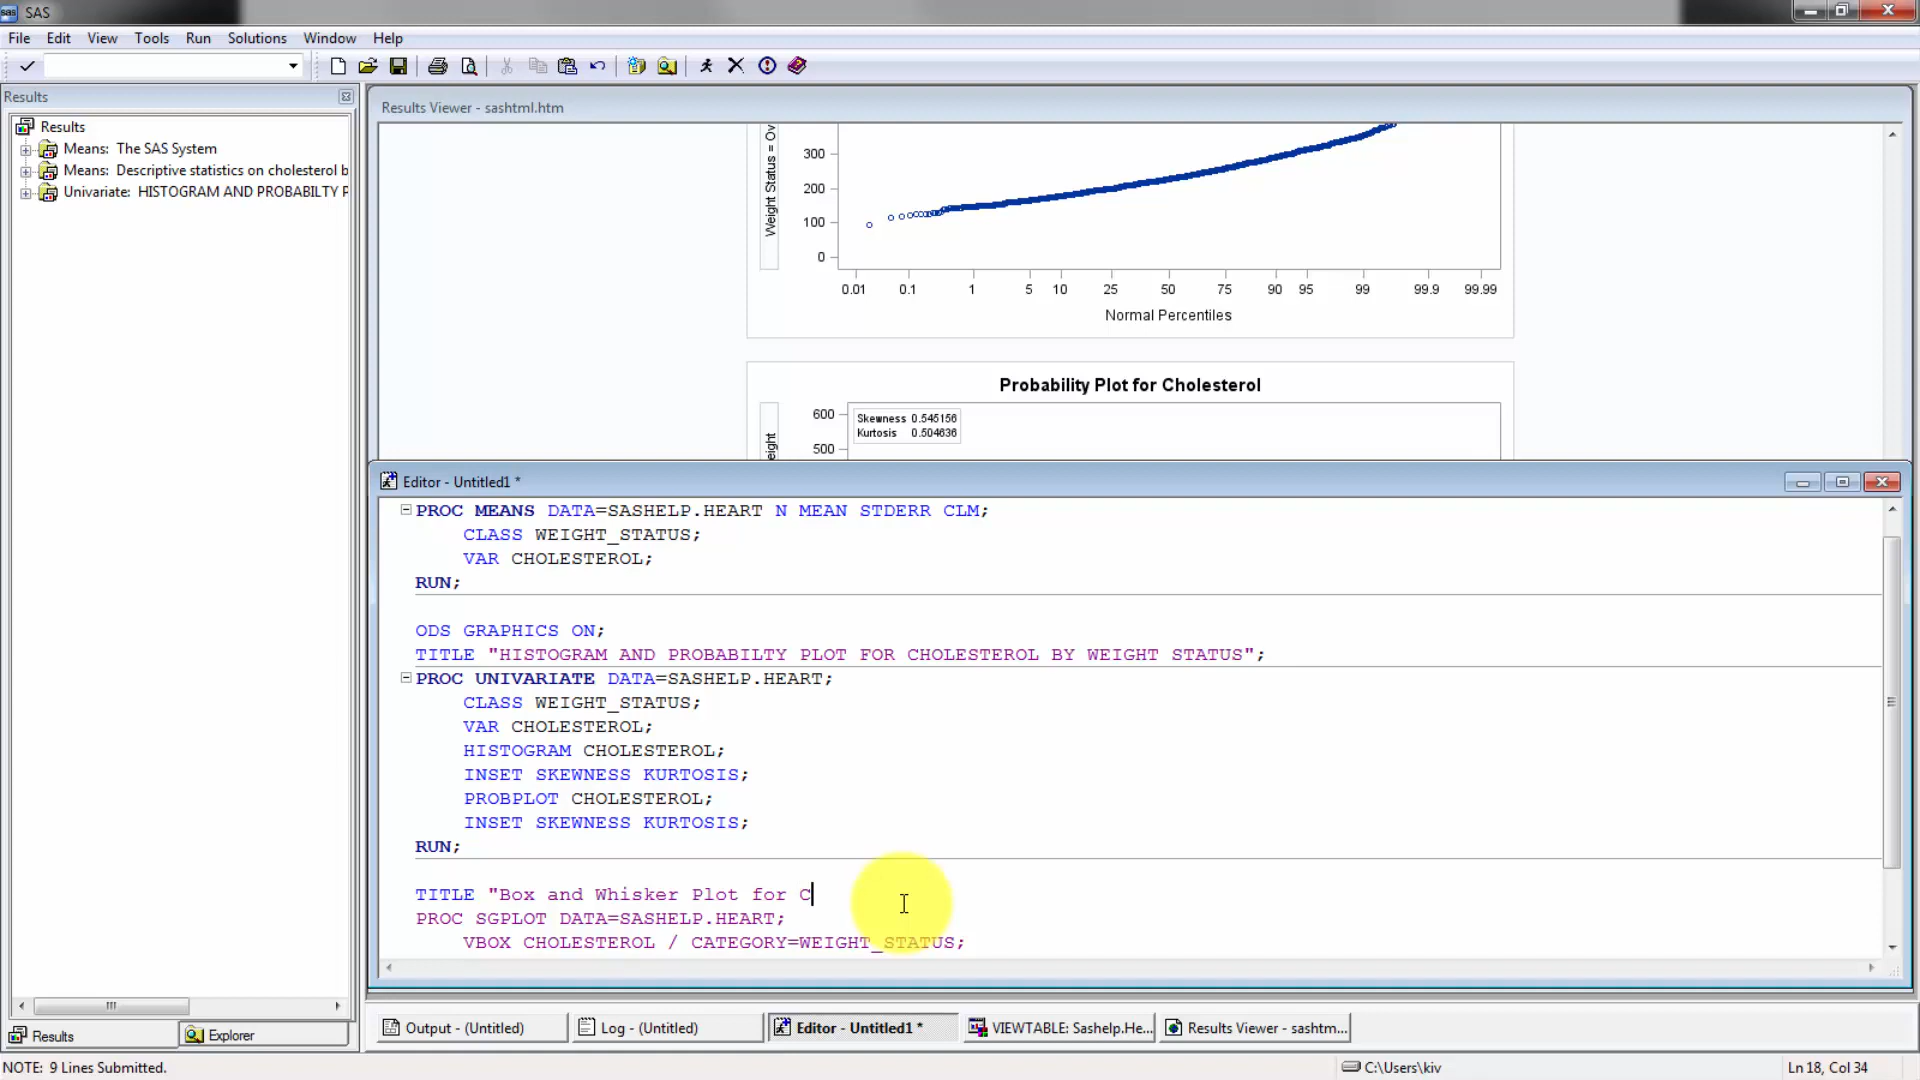 SAS
File Edit View Tools Run Solutions Window Help
Results
Results Viewer - sashtml.htm
Results
Means: The SAS System
Means: Descriptive statistics on cholesterol b
Univariate: HISTOGRAM AND PROBABILTY P
Weight Status = Ov
300
200
100
0
0.01 0.1 1 5 10 25 50 75 90 95 99 99.9 99.99
Normal Percentiles
Probability Plot for Cholesterol
600
500
eight
Skewness 0.545156
Kurtosis 0.504636
Editor - Untitled1 *
PROC MEANS DATA=SASHELP.HEART N MEAN STDERR CLM;
CLASS WEIGHT_STATUS;
VAR CHOLESTEROL;
RUN;
ODS GRAPHICS ON;
TITLE "HISTOGRAM AND PROBABILTY PLOT FOR CHOLESTEROL BY WEIGHT STATUS";
PROC UNIVARIATE DATA=SASHELP.HEART;
CLASS WEIGHT_STATUS;
VAR CHOLESTEROL;
HISTOGRAM CHOLESTEROL;
INSET SKEWNESS KURTOSIS;
PROBPLOT CHOLESTEROL;
INSET SKEWNESS KURTOSIS;
RUN;
TITLE "Box and Whisker Plot for C
PROC SGPLOT DATA=SASHELP.HEART;
VBOX CHOLESTEROL / CATEGORY=WEIGHT_STATUS;
Results Explorer
Output - (Untitled) Log - (Untitled) Editor - Untitled1 * VIEWTABLE: Sashelp.He... Results Viewer - sashtm...
NOTE: 9 Lines Submitted. C:\Users\kiv Ln 18, Col 34